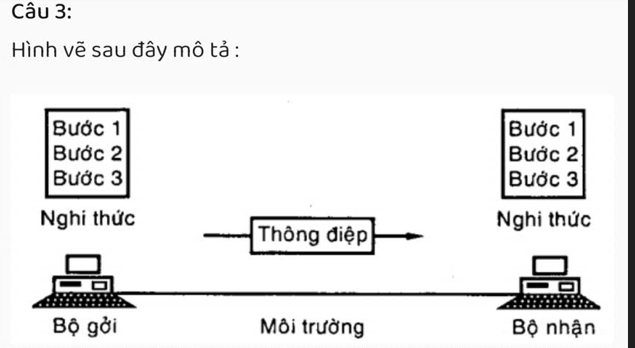 Câu 3:
Hình vẽ sau đây mô tả :
Bước 1
Bước 2
Bước 3
Nghi thức
Bước 1
Bước 2
Bước 3
Nghi thức
Thông điệp
Bộ gởi
Môi trường
Bộ nhận